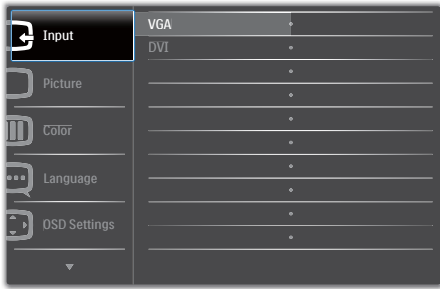 Input
Picture
Color
Language
OSD Settings
VGA
DVI